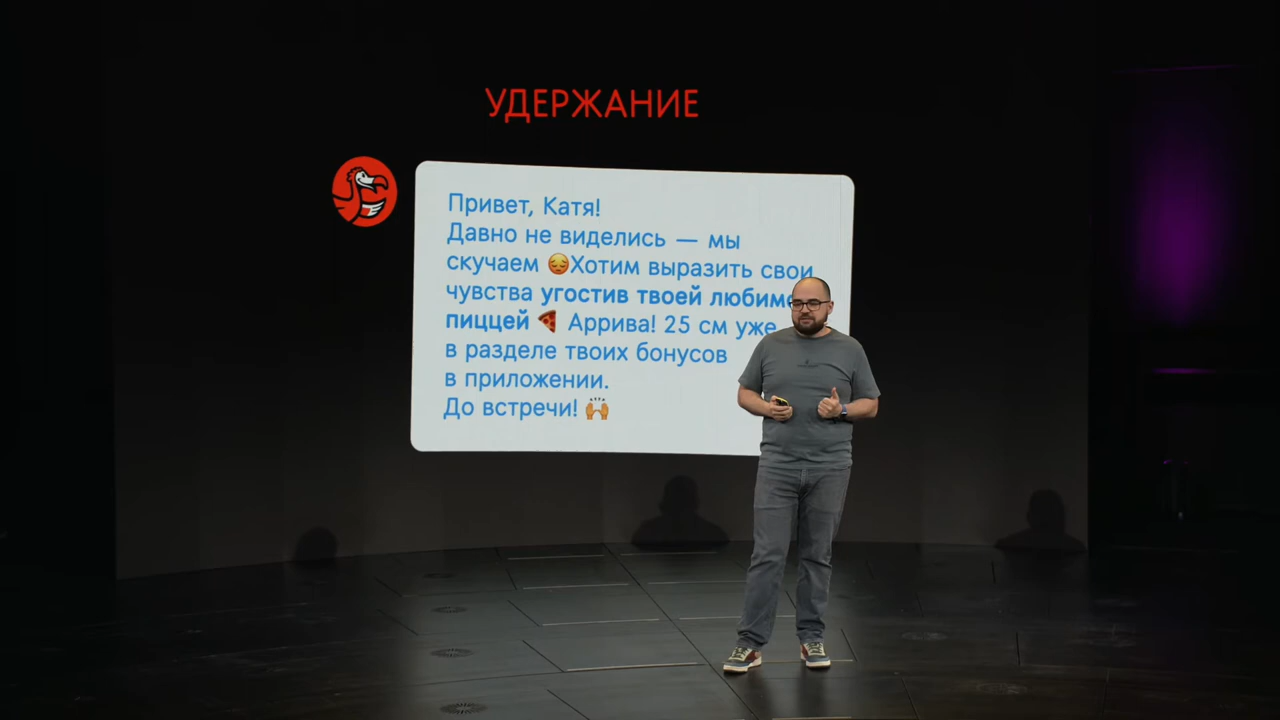 УДЕРЖАНИЕ
Привет, Катя!
Давно не виделись — мы
скучаем 😔Хотим выразить свои
чувства угостив твоей
пиццей 🍕 Аррива! 25 см уже
в разделе твоих бонусов
в приложении.
До встречи! 🙌